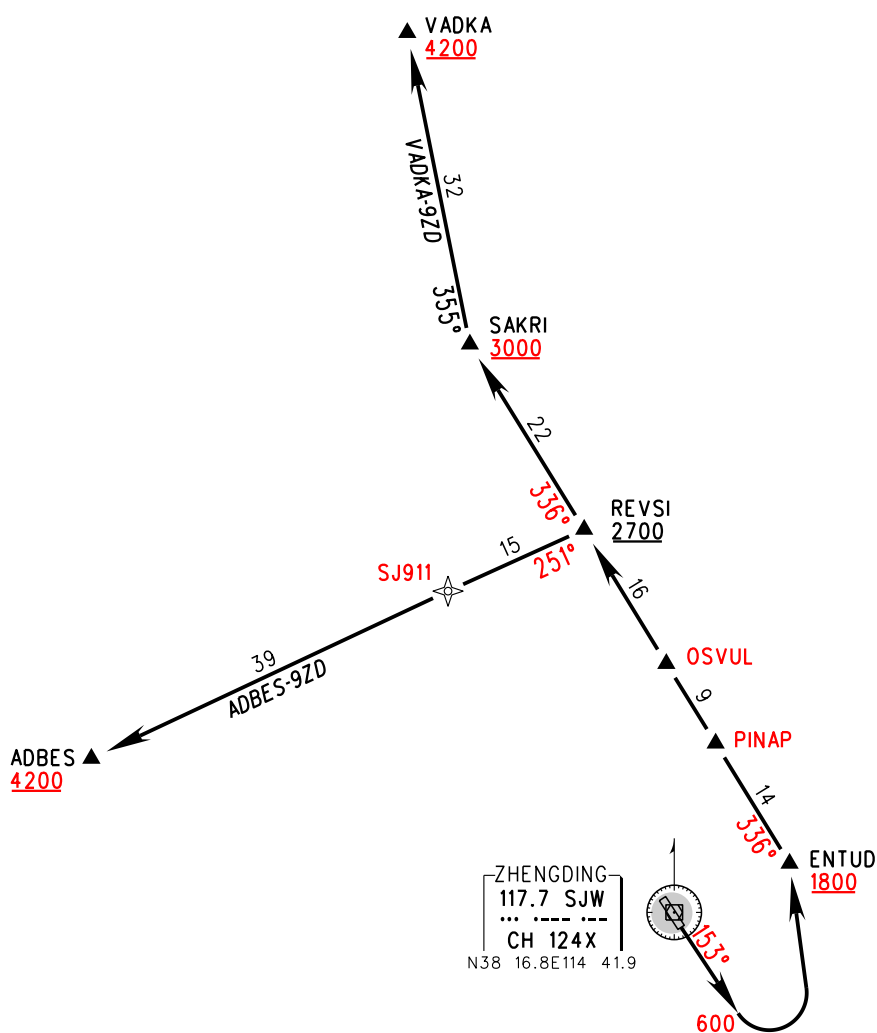 VADKA
4200
32
VADKA-9ZD
355°
SAKRI
3000
22
336°
REVSI
2700
15
251°
SJ911
16
39
ADBES-9ZD
OSVUL
9
PINAP
ADBES
4200
14
336°
ENTUD
1800
ZHENGDING
117.7 SJW
CH 124X
N38 16.8E114 41.9
153°
600